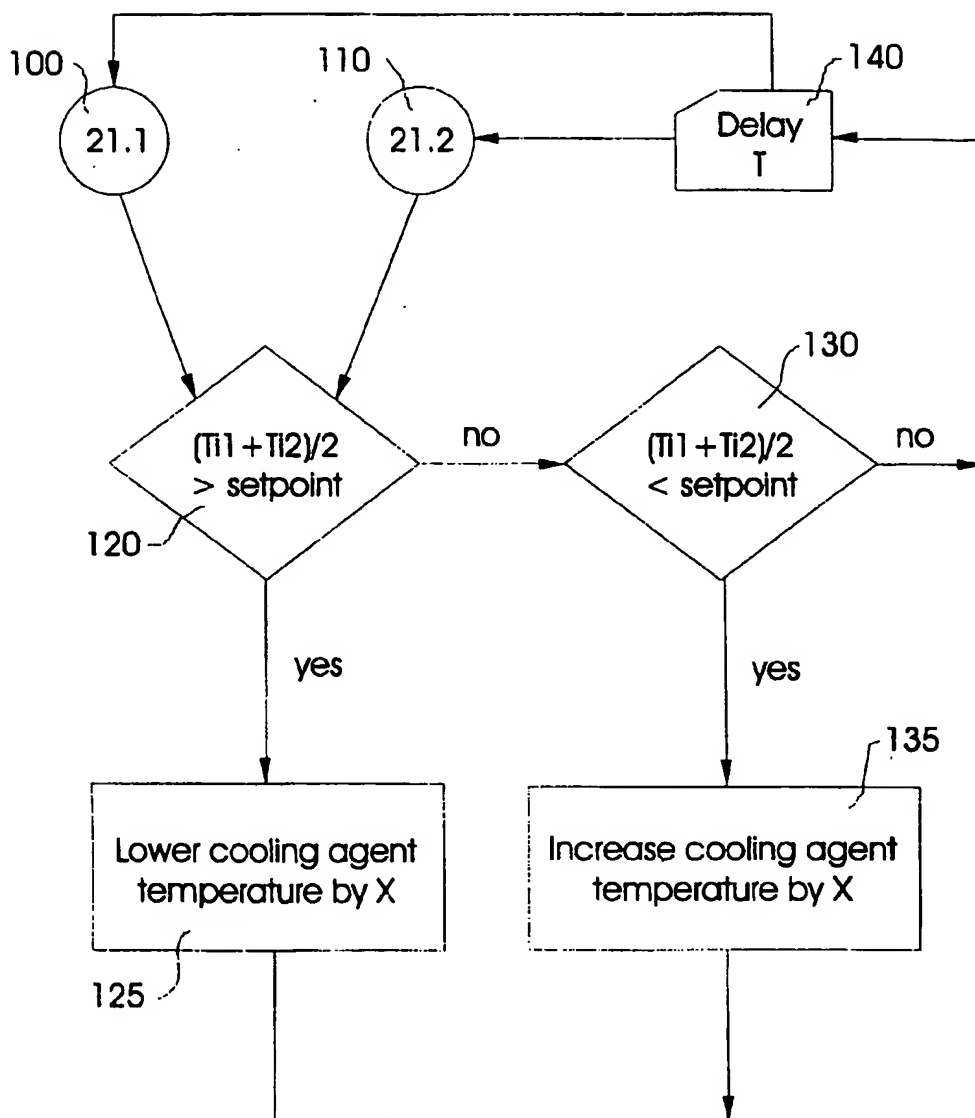 100
110
140
21.1
21.2
Delay
T
130
(Ti1 + Ti2)/2
> setpoint
no
(Ti1 + Ti2)/2
< setpoint
no
120
yes
yes
135
Lower cooling agent
temperature by X
Increase cooling agent
temperature by X
125